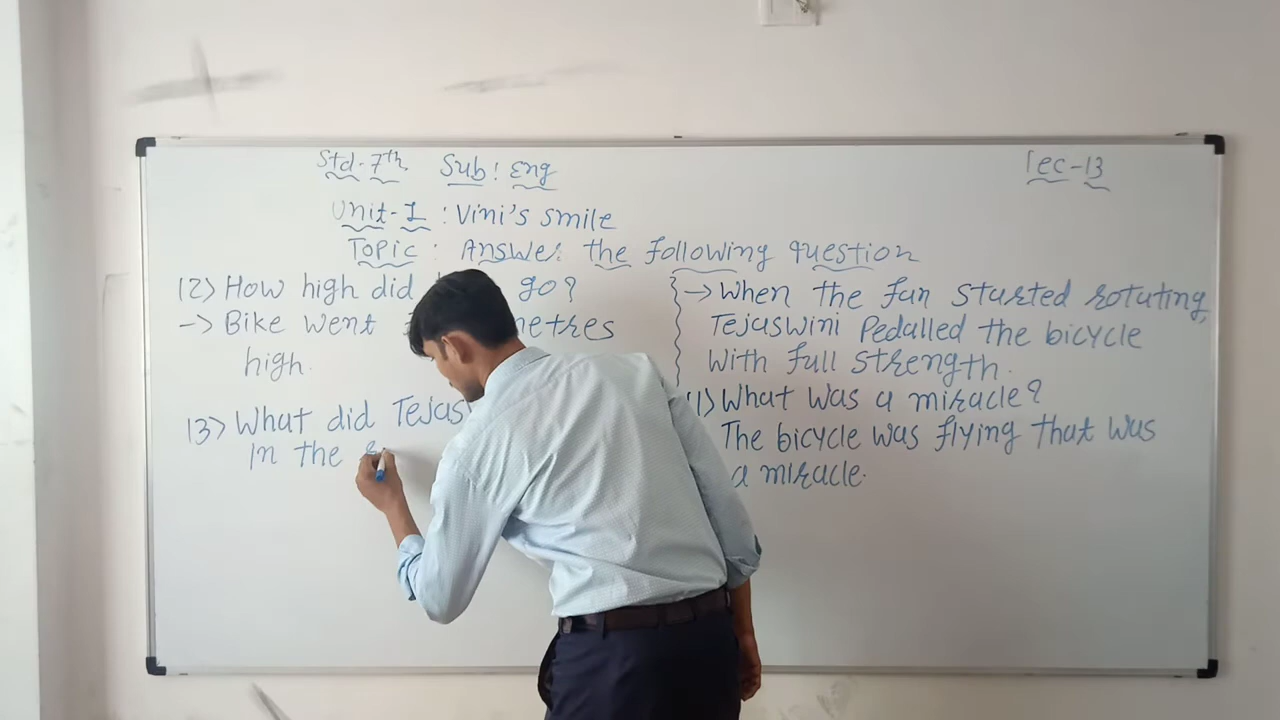 Std-7th. Sub: Eng
Lec-13
Unit-1 : Vini's smile
Topic : Answer the following question
12) How high did go?
-> Bike went metres
high.
13) What did Tejas
In the
-> When the fan started rotating,
Tejaswini Pedalled the bicycle
with full strength.
11) What was a miracle?
The bicycle was flying that was
a miracle.